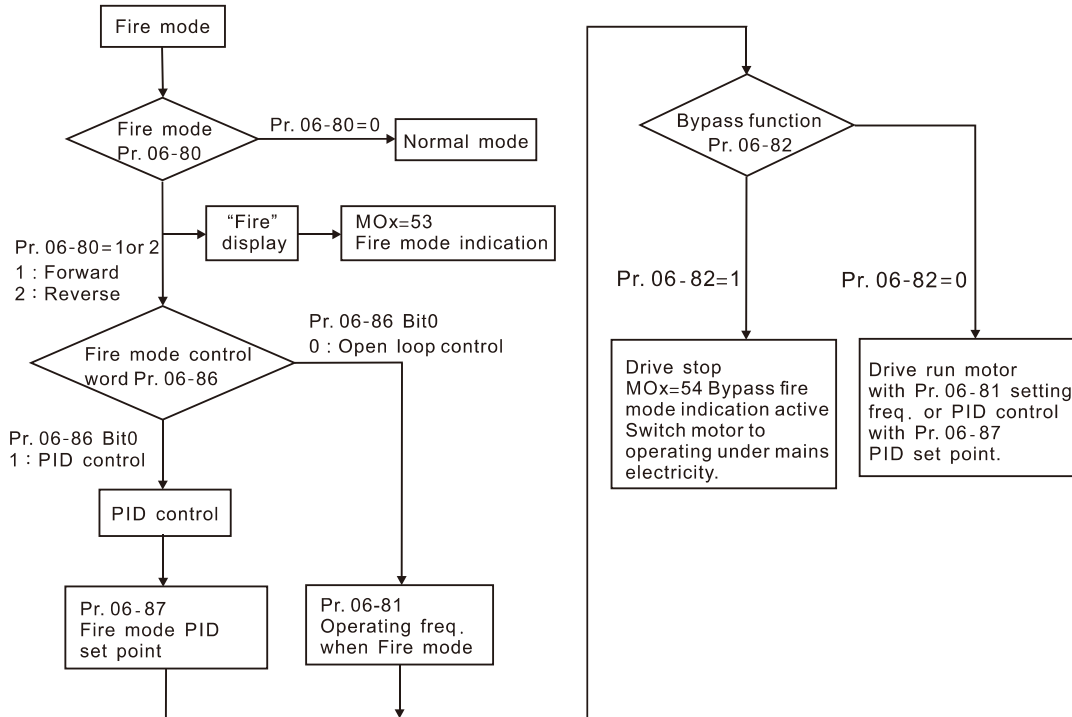 Fire mode
Fire mode
Pr. 06-80
Pr. 06-80=0
Normal mode
"Fire"
display
MOx=53
Fire mode indication
Pr. 06-80=1or 2
1 : Forward
2 : Reverse
Fire mode control
word Pr. 06-86
Pr. 06-86 Bit0
0 : Open loop control
Pr. 06-86 Bit0
1 : PID control
PID control
Pr. 06-87
Fire mode PID
set point
Pr. 06-81
Operating freq.
when Fire mode
Bypass function
Pr. 06-82
Pr. 06-82=1
Pr. 06-82=0
Drive stop
MOx=54 Bypass fire
mode indication active
Switch motor to
operating under mains
electricity.
Drive run motor
with Pr. 06-81 setting
freq. or PID control
with Pr. 06-87
PID set point.